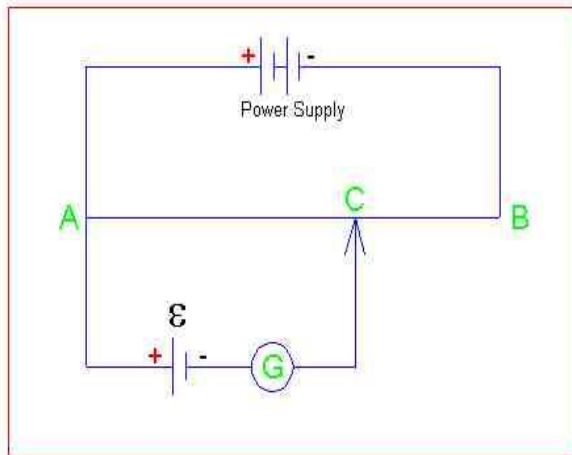 + -
Power Supply
A C B
ε
+ -
G